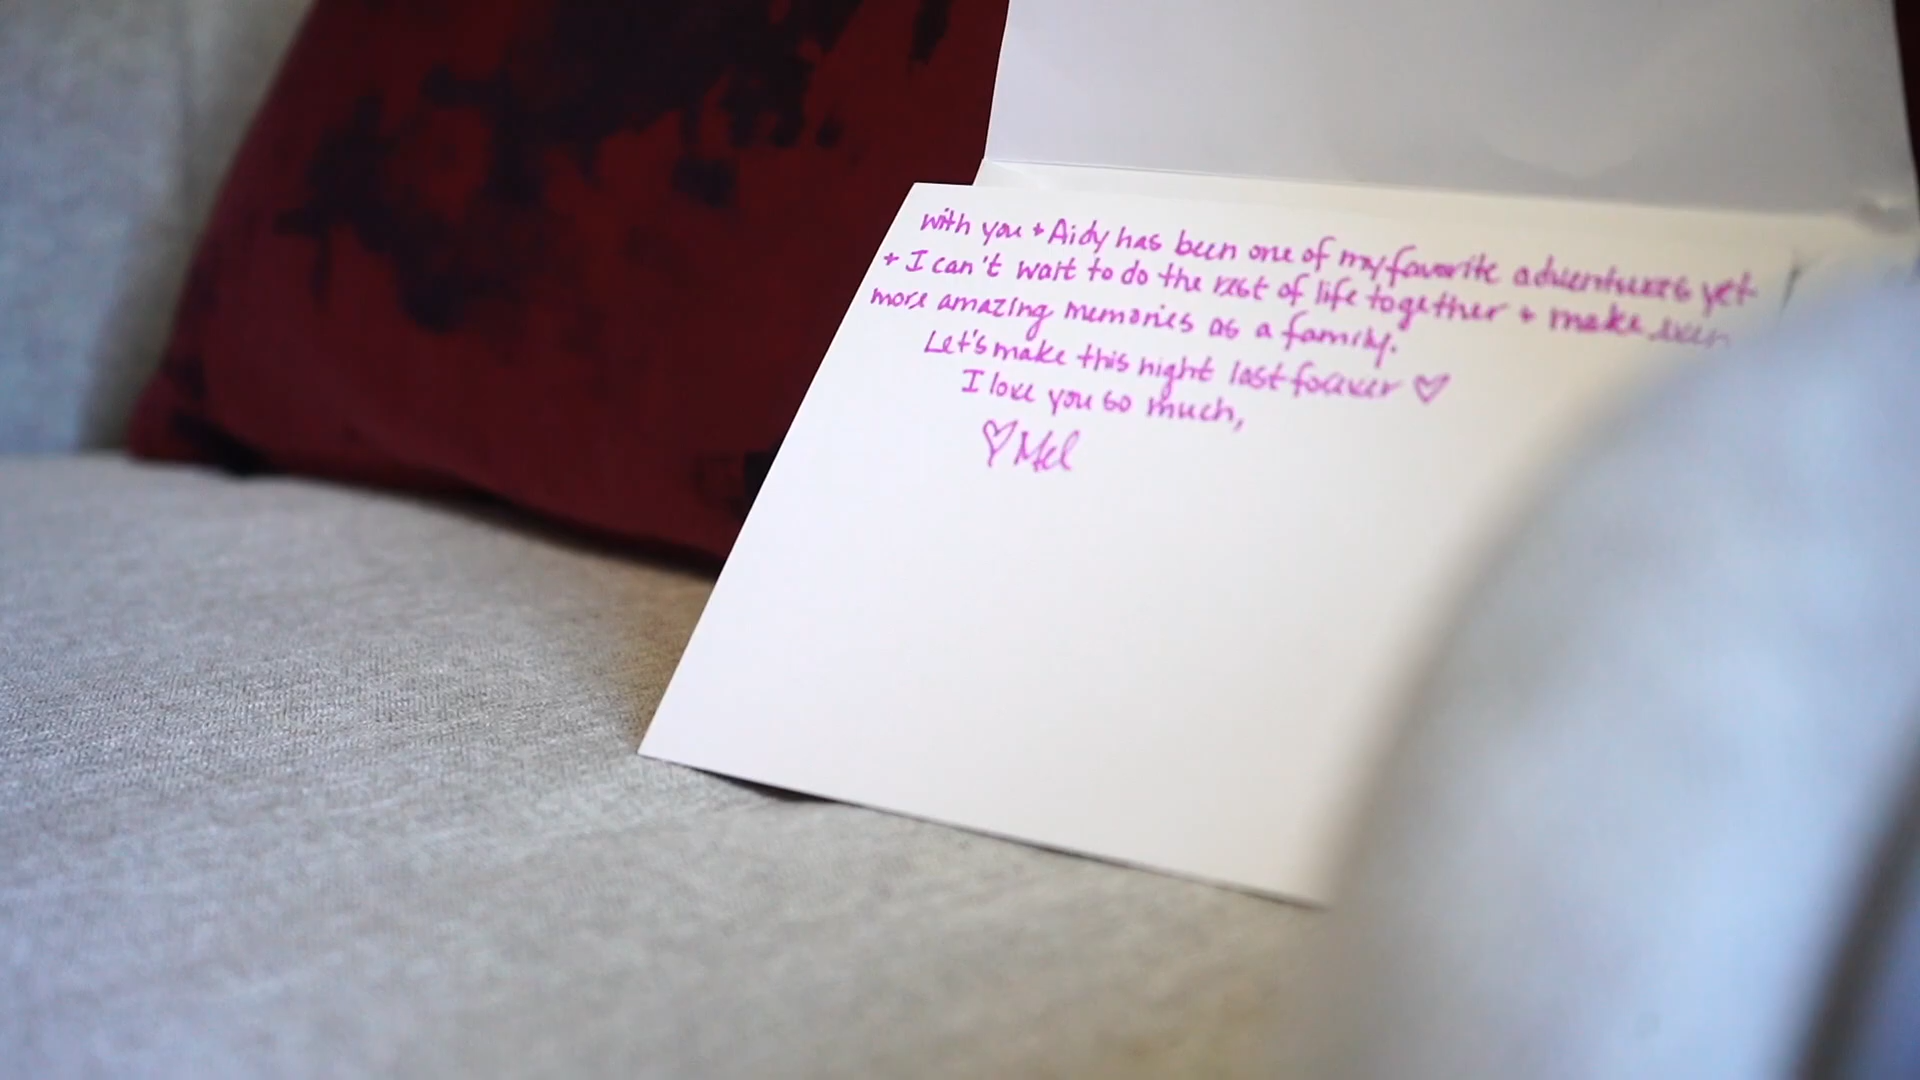 with you + Aidy has been one of my favorite adventures yet
+ I can't wait to do the rest of life together + make even
more amazing memories as a family.
Let's make this night last forever ♡
I love you so much,
♡ Mel